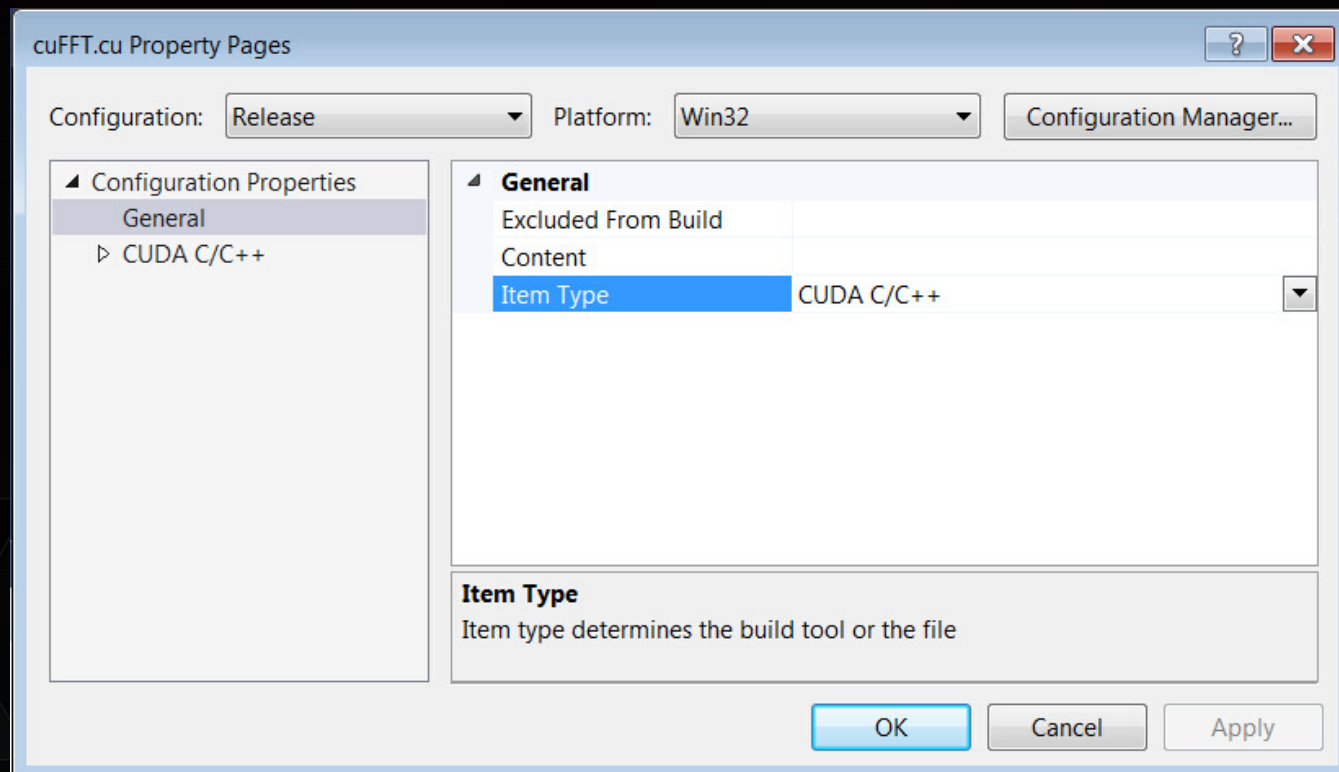 cuFFT.cu Property Pages
Configuration: Release Platform: Win32 Configuration Manager...
Configuration Properties
General
CUDA C/C++
General
Excluded From Build
Content
Item Type CUDA C/C++
Item Type
Item type determines the build tool or the file
OK Cancel Apply